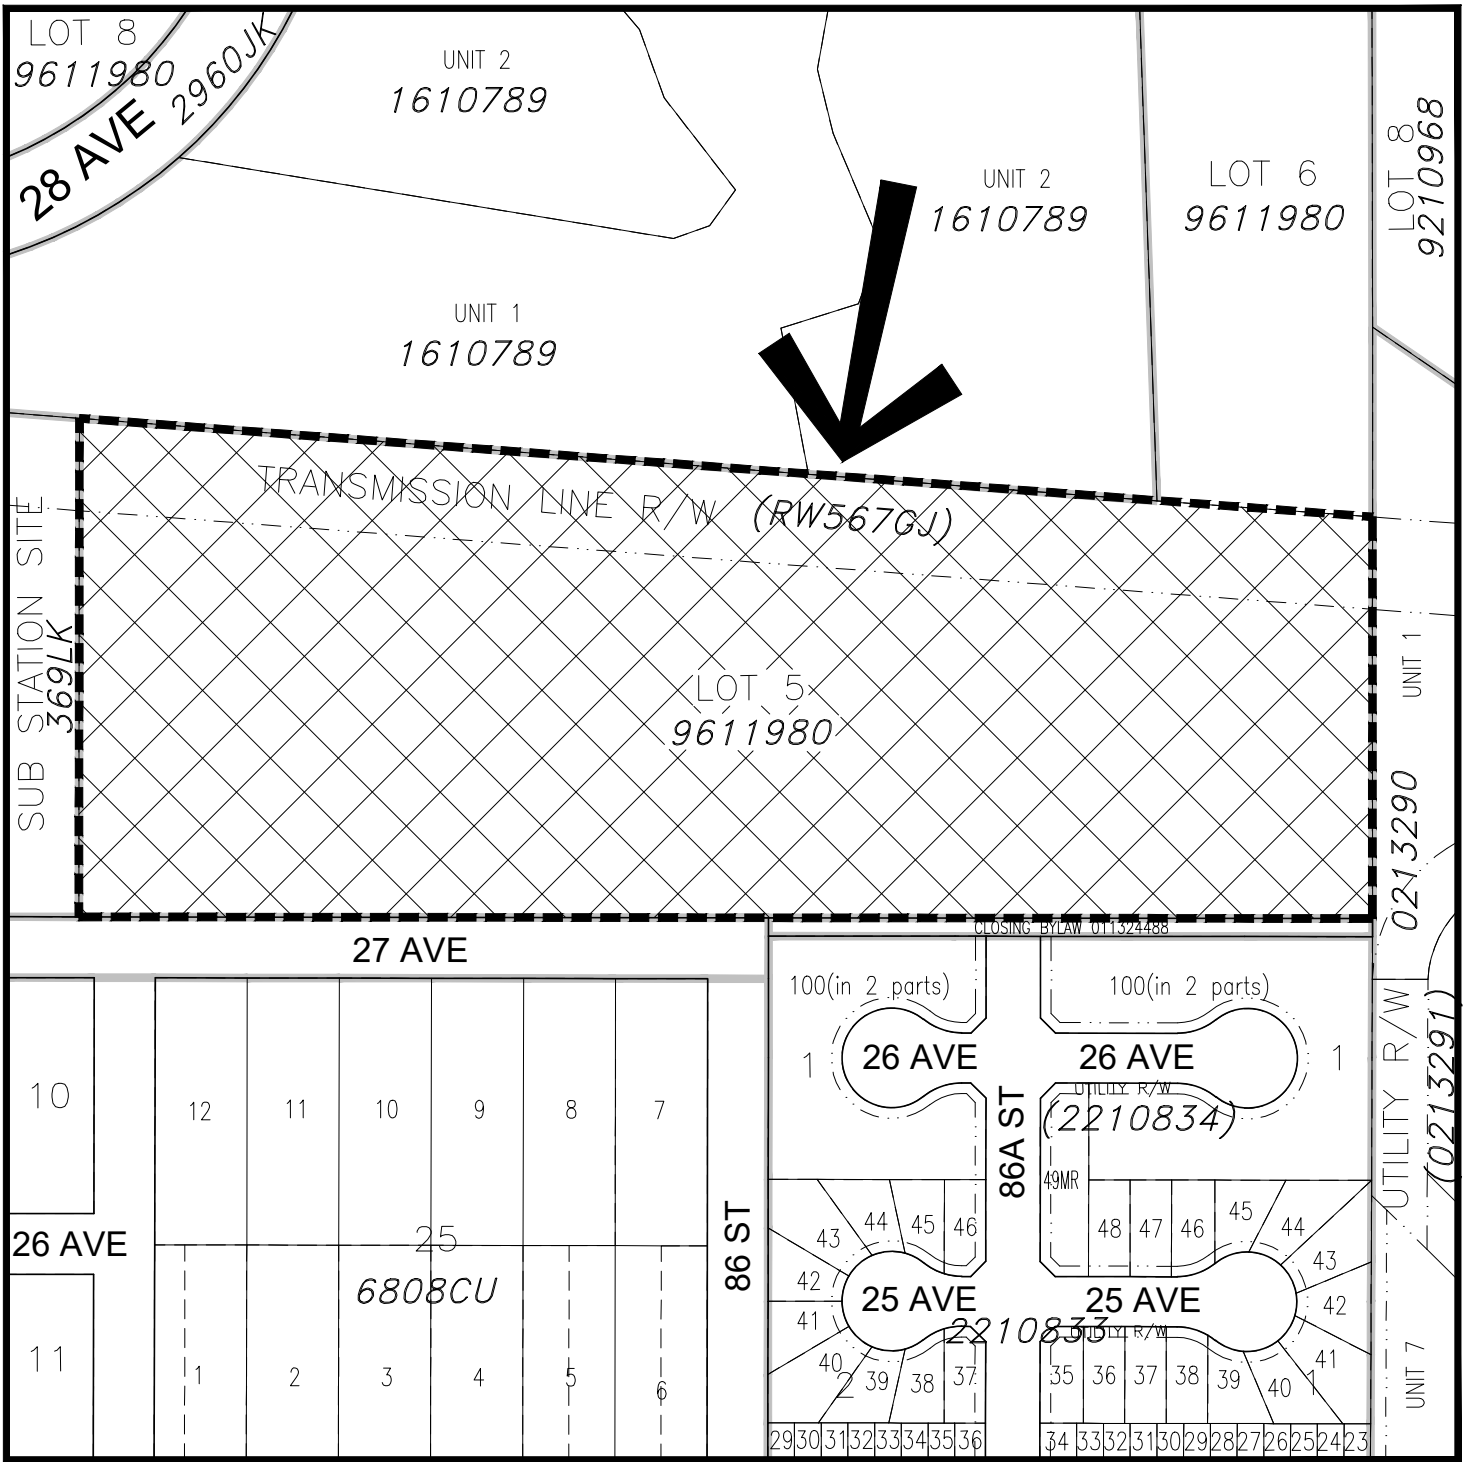 LOT 8
9611980
28 AVE
2960JK
UNIT 2
1610789
UNIT 2
1610789
LOT 6
9611980
LOT 8
9210968
UNIT 1
1610789
TRANSMISSION LINE R/W (RW567GJ)
SUB STATION SITE
369LK
LOT 5
9611980
UNIT 1
0213290
CLOSING BYLAW 011324488
27 AVE
100(in 2 parts)
100(in 2 parts)
1
26 AVE
26 AVE
1
UTILITY R/W
(2210834)
UTILITY R/W
(0213291)
10
12
11
10
9
8
7
86A ST
49MR
26 AVE
25
6808CU
86 ST
43
44
45
46
48
47
46
45
44
43
42
41
25 AVE
25 AVE
42
2210833
UTILITY R/W
11
1
2
3
4
5
6
40
2
39
38
37
35
36
37
38
39
40
1
41
UNIT 7
29 30 31 32 33 34 35 36
34 33 32 31 30 29 28 27 26 25 24 23